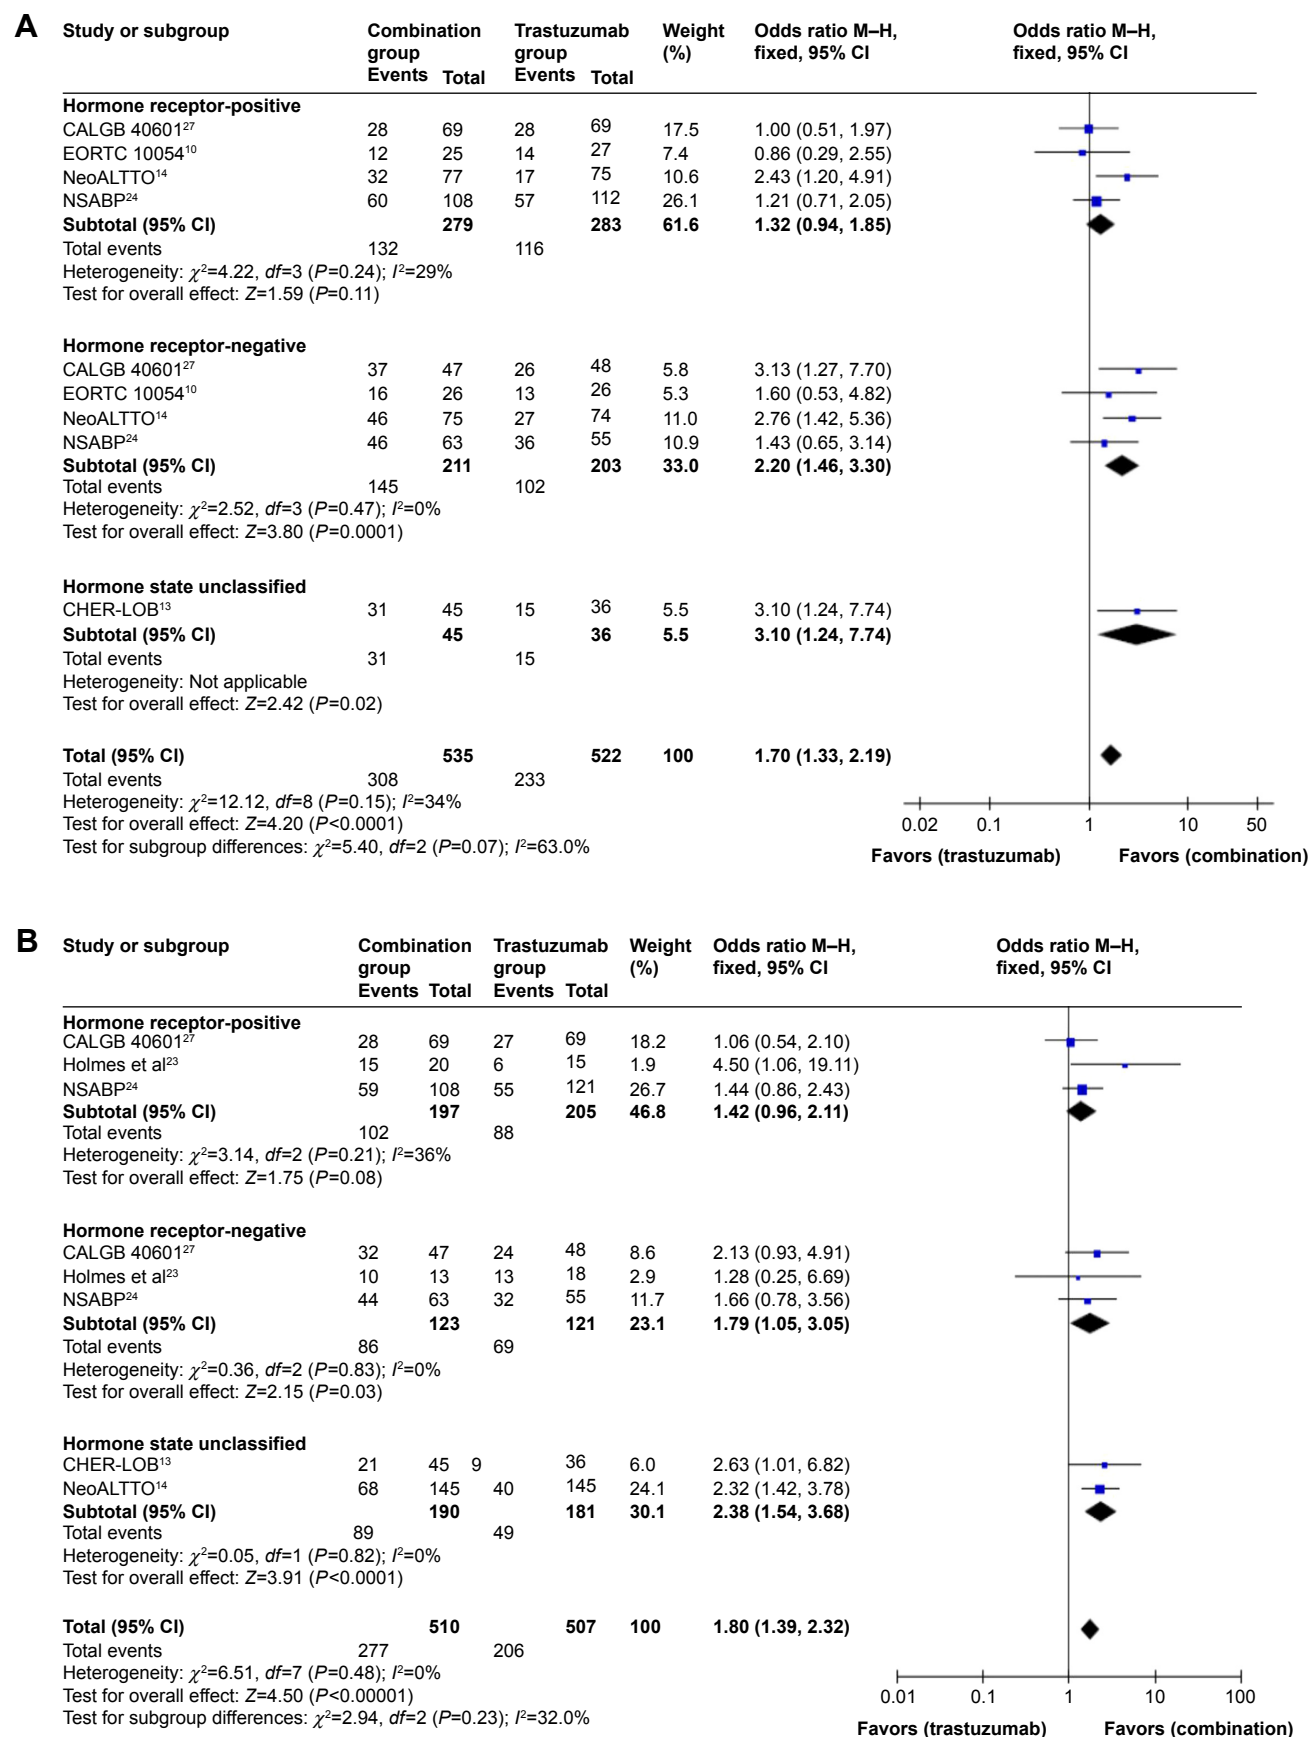 A
Study or subgroup Combination Trastuzumab Weight Odds ratio M–H, Odds ratio M–H,
group group (%) fixed, 95% CI fixed, 95% CI
Events Total Events Total
Hormone receptor-positive
CALGB 40601²⁷ 28 69 28 69 17.5 1.00 (0.51, 1.97)
EORTC 10054¹⁰ 12 25 14 27 7.4 0.86 (0.29, 2.55)
NeoALTTO¹⁴ 32 77 17 75 10.6 2.43 (1.20, 4.91)
NSABP²⁴ 60 108 57 112 26.1 1.21 (0.71, 2.05)
Subtotal (95% CI) 279 283 61.6 1.32 (0.94, 1.85)
Total events 132 116
Heterogeneity: χ²=4.22, df=3 (P=0.24); I²=29%
Test for overall effect: Z=1.59 (P=0.11)
Hormone receptor-negative
CALGB 40601²⁷ 37 47 26 48 5.8 3.13 (1.27, 7.70)
EORTC 10054¹⁰ 16 26 13 26 5.3 1.60 (0.53, 4.82)
NeoALTTO¹⁴ 46 75 27 74 11.0 2.76 (1.42, 5.36)
NSABP²⁴ 46 63 36 55 10.9 1.43 (0.65, 3.14)
Subtotal (95% CI) 211 203 33.0 2.20 (1.46, 3.30)
Total events 145 102
Heterogeneity: χ²=2.52, df=3 (P=0.47); I²=0%
Test for overall effect: Z=3.80 (P=0.0001)
Hormone state unclassified
CHER-LOB¹³ 31 45 15 36 5.5 3.10 (1.24, 7.74)
Subtotal (95% CI) 45 36 5.5 3.10 (1.24, 7.74)
Total events 31 15
Heterogeneity: Not applicable
Test for overall effect: Z=2.42 (P=0.02)
Total (95% CI) 535 522 100 1.70 (1.33, 2.19)
Total events 308 233
Heterogeneity: χ²=12.12, df=8 (P=0.15); I²=34%
Test for overall effect: Z=4.20 (P<0.0001)
Test for subgroup differences: χ²=5.40, df=2 (P=0.07); I²=63.0%
0.02 0.1 1 10 50
Favors (trastuzumab) Favors (combination)
B
Study or subgroup Combination Trastuzumab Weight Odds ratio M–H, Odds ratio M–H,
group group (%) fixed, 95% CI fixed, 95% CI
Events Total Events Total
Hormone receptor-positive
CALGB 40601²⁷ 28 69 27 69 18.2 1.06 (0.54, 2.10)
Holmes et al²³ 15 20 6 15 1.9 4.50 (1.06, 19.11)
NSABP²⁴ 59 108 55 121 26.7 1.44 (0.86, 2.43)
Subtotal (95% CI) 197 205 46.8 1.42 (0.96, 2.11)
Total events 102 88
Heterogeneity: χ²=3.14, df=2 (P=0.21); I²=36%
Test for overall effect: Z=1.75 (P=0.08)
Hormone receptor-negative
CALGB 40601²⁷ 32 47 24 48 8.6 2.13 (0.93, 4.91)
Holmes et al²³ 10 13 13 18 2.9 1.28 (0.25, 6.69)
NSABP²⁴ 44 63 32 55 11.7 1.66 (0.78, 3.56)
Subtotal (95% CI) 123 121 23.1 1.79 (1.05, 3.05)
Total events 86 69
Heterogeneity: χ²=0.36, df=2 (P=0.83); I²=0%
Test for overall effect: Z=2.15 (P=0.03)
Hormone state unclassified
CHER-LOB¹³ 21 45 9 36 6.0 2.63 (1.01, 6.82)
NeoALTTO¹⁴ 68 145 40 145 24.1 2.32 (1.42, 3.78)
Subtotal (95% CI) 190 181 30.1 2.38 (1.54, 3.68)
Total events 89 49
Heterogeneity: χ²=0.05, df=1 (P=0.82); I²=0%
Test for overall effect: Z=3.91 (P<0.0001)
Total (95% CI) 510 507 100 1.80 (1.39, 2.32)
Total events 277 206
Heterogeneity: χ²=6.51, df=7 (P=0.48); I²=0%
Test for overall effect: Z=4.50 (P<0.00001)
Test for subgroup differences: χ²=2.94, df=2 (P=0.23); I²=32.0%
0.01 0.1 1 10 100
Favors (trastuzumab) Favors (combination)